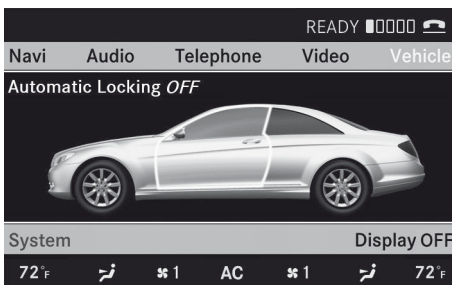 READY
Navi Audio Telephone Video Vehicle
Automatic Locking OFF
System Display OFF
72°F 1 AC 1 72°F